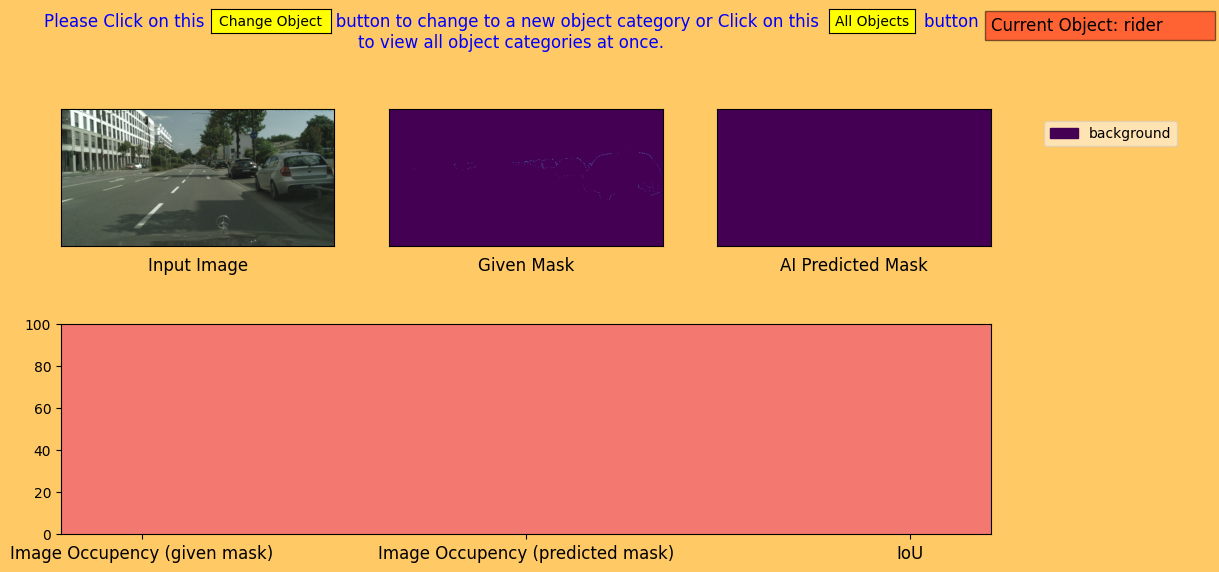 Please Click on this Change Object button to change to a new object category or Click on this All Objects button
to view all object categories at once.
Current Object: rider
background
Input Image
Given Mask
AI Predicted Mask
100
80
60
40
20
0
Image Occupancy (given mask)
Image Occupancy (predicted mask)
IoU